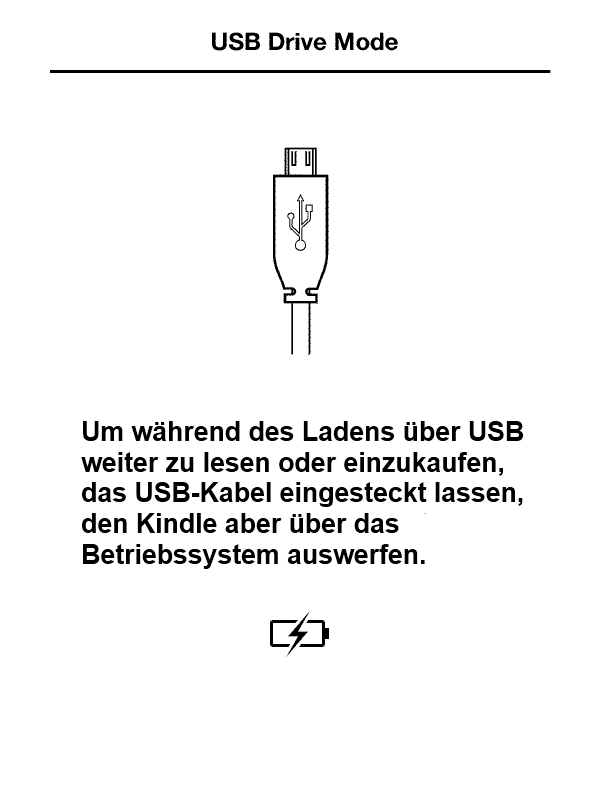 USB Drive Mode
Um während des Ladens über USB
weiter zu lesen oder einzukaufen,
das USB-Kabel eingesteckt lassen,
den Kindle aber über das
Betriebssystem auswerfen.